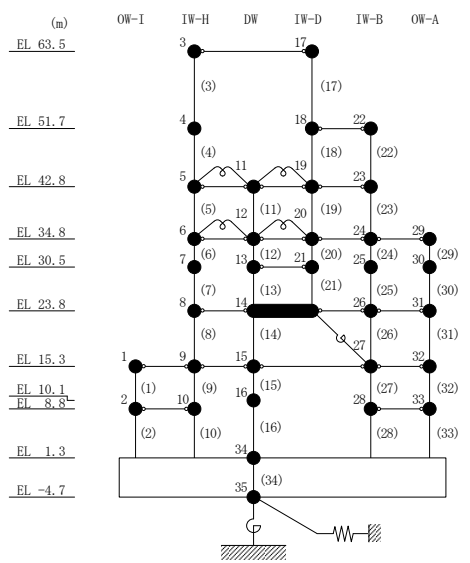 (m) OW-I IW-H DW IW-D IW-B OW-A
EL 63.5 3 17
(3) (17)
EL 51.7 4 18 22
(4) 11 19 (18) (22)
EL 42.8 5 23
(5) 12 (11) 20 (19) (23)
EL 34.8 6 24 29
(6) (12) (20) (24) (29)
EL 30.5 7 13 21 25 30
(7) (13) (21) (25) (30)
EL 23.8 8 14 26 31
(8) (14) (26) (31)
27
EL 15.3 1 9 15 32
(1) (9) (15) (27) (32)
EL 10.1 16
EL 8.8 2 10 28 33
(2) (10) (16) (28) (33)
EL 1.3 34
(34)
EL -4.7 35